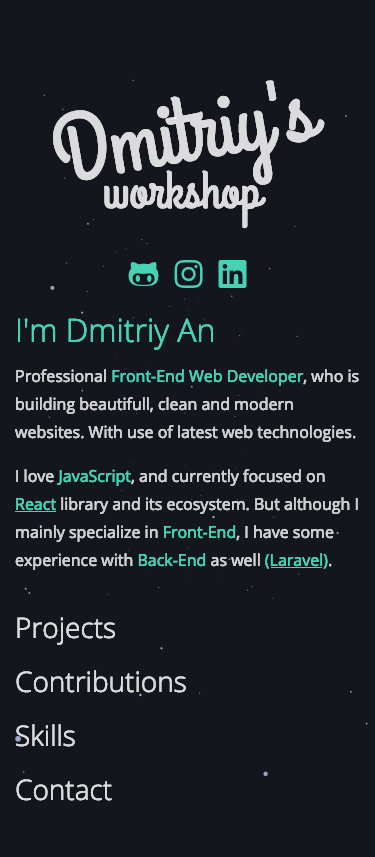 Dmitriy's
workshop
I'm Dmitriy An
Professional Front-End Web Developer, who is
building beautifull, clean and modern
websites. With use of latest web technologies.
I love JavaScript, and currently focused on
React library and its ecosystem. But although I
mainly specialize in Front-End, I have some
experience with Back-End as well (Laravel).
Projects
Contributions
Skills
Contact